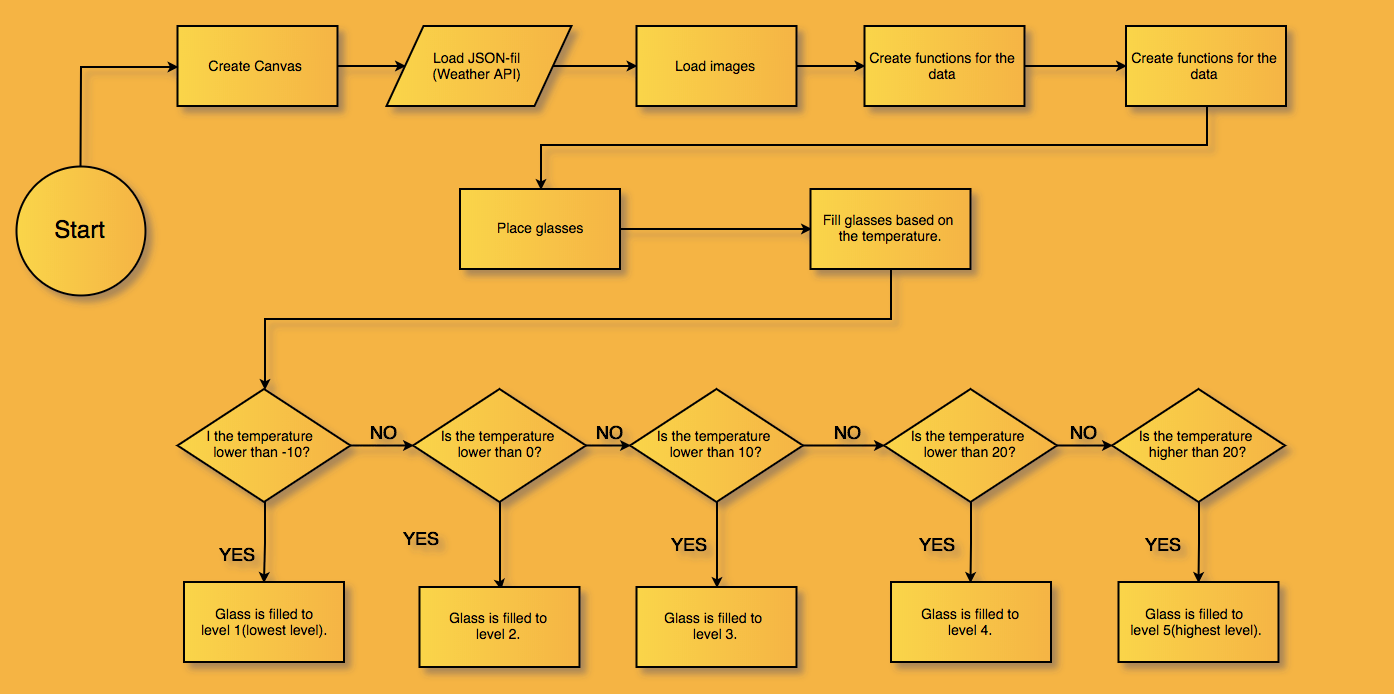 Create Canvas
Load JSON-fil
(Weather API)
Load images
Create functions for the
data
Create functions for the
data
Start
Place glasses
Fill glasses based on
the temperature.
I the temperature
lower than -10?
NO
Is the temperature
lower than 0?
NO
Is the temperature
lower than 10?
NO
Is the temperature
lower than 20?
NO
Is the temperature
higher than 20?
YES
YES
YES
YES
YES
Glass is filled to
level 1(lowest level).
Glass is filled to
level 2.
Glass is filled to
level 3.
Glass is filled to
level 4.
Glass is filled to
level 5(highest level).